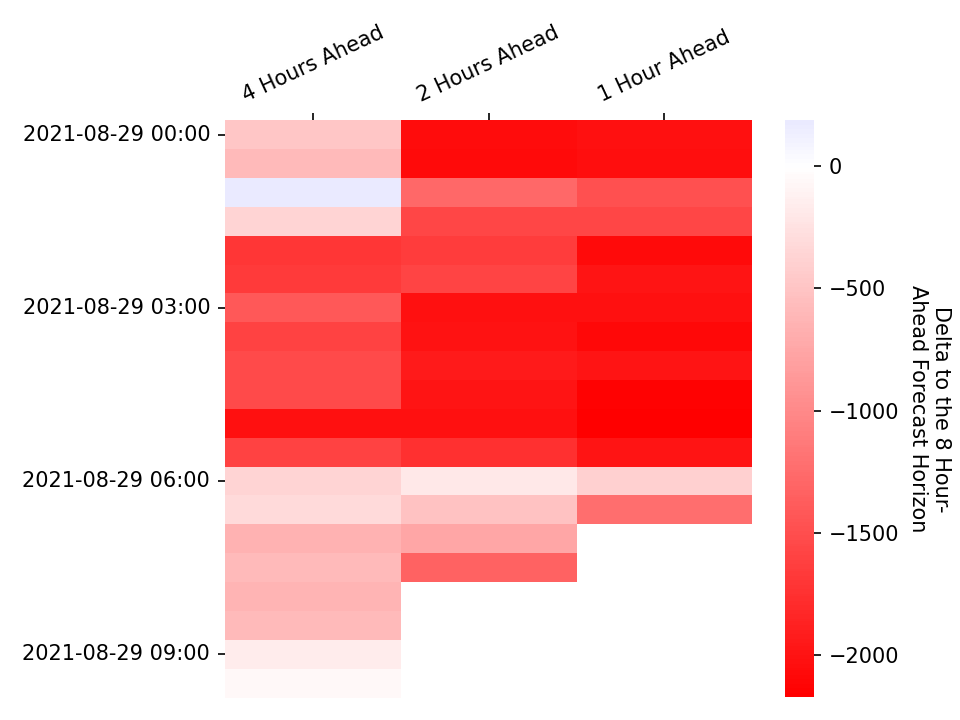 4 Hours Ahead
2 Hours Ahead
1 Hour Ahead
2021-08-29 00:00
2021-08-29 03:00
2021-08-29 06:00
2021-08-29 09:00
0
−500
−1000
−1500
−2000
Delta to the 8 Hour-
Ahead Forecast Horizon